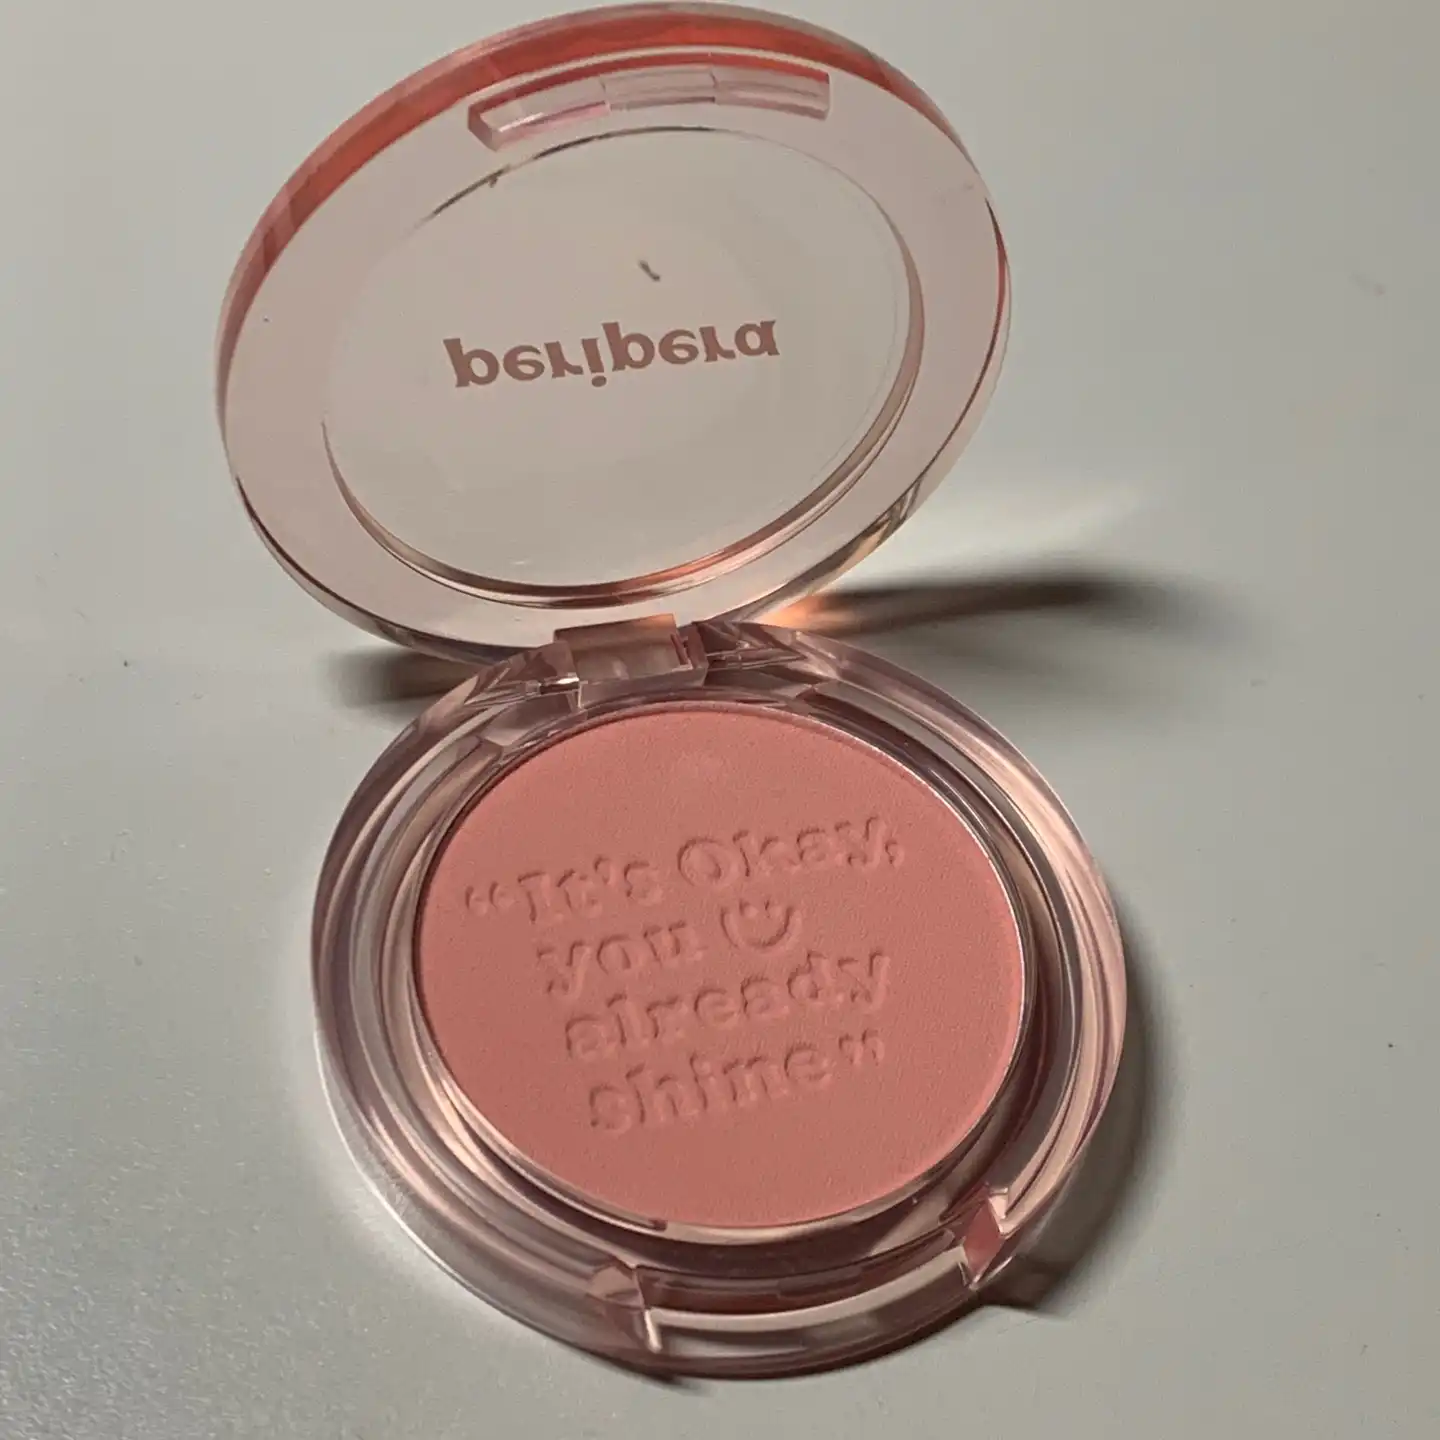 peripera
"It's Okay,
You
already
shine"